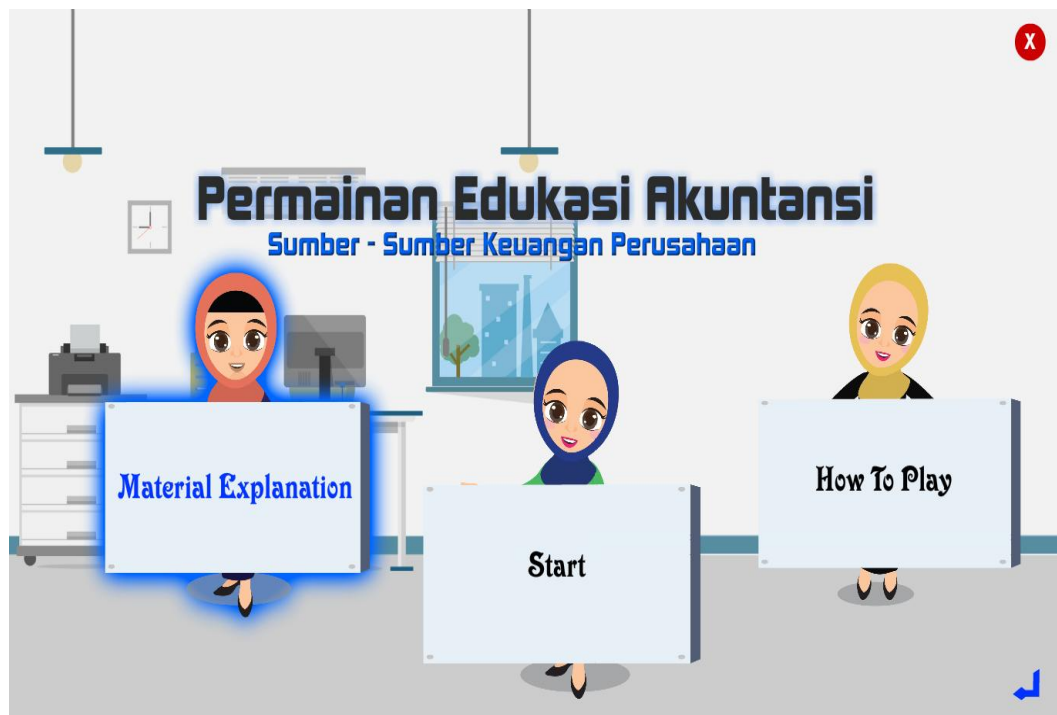 X
Permainan Edukasi Akuntansi
Sumber - Sumber Keuangan Perusahaan
Material Explanation
Start
How To Play